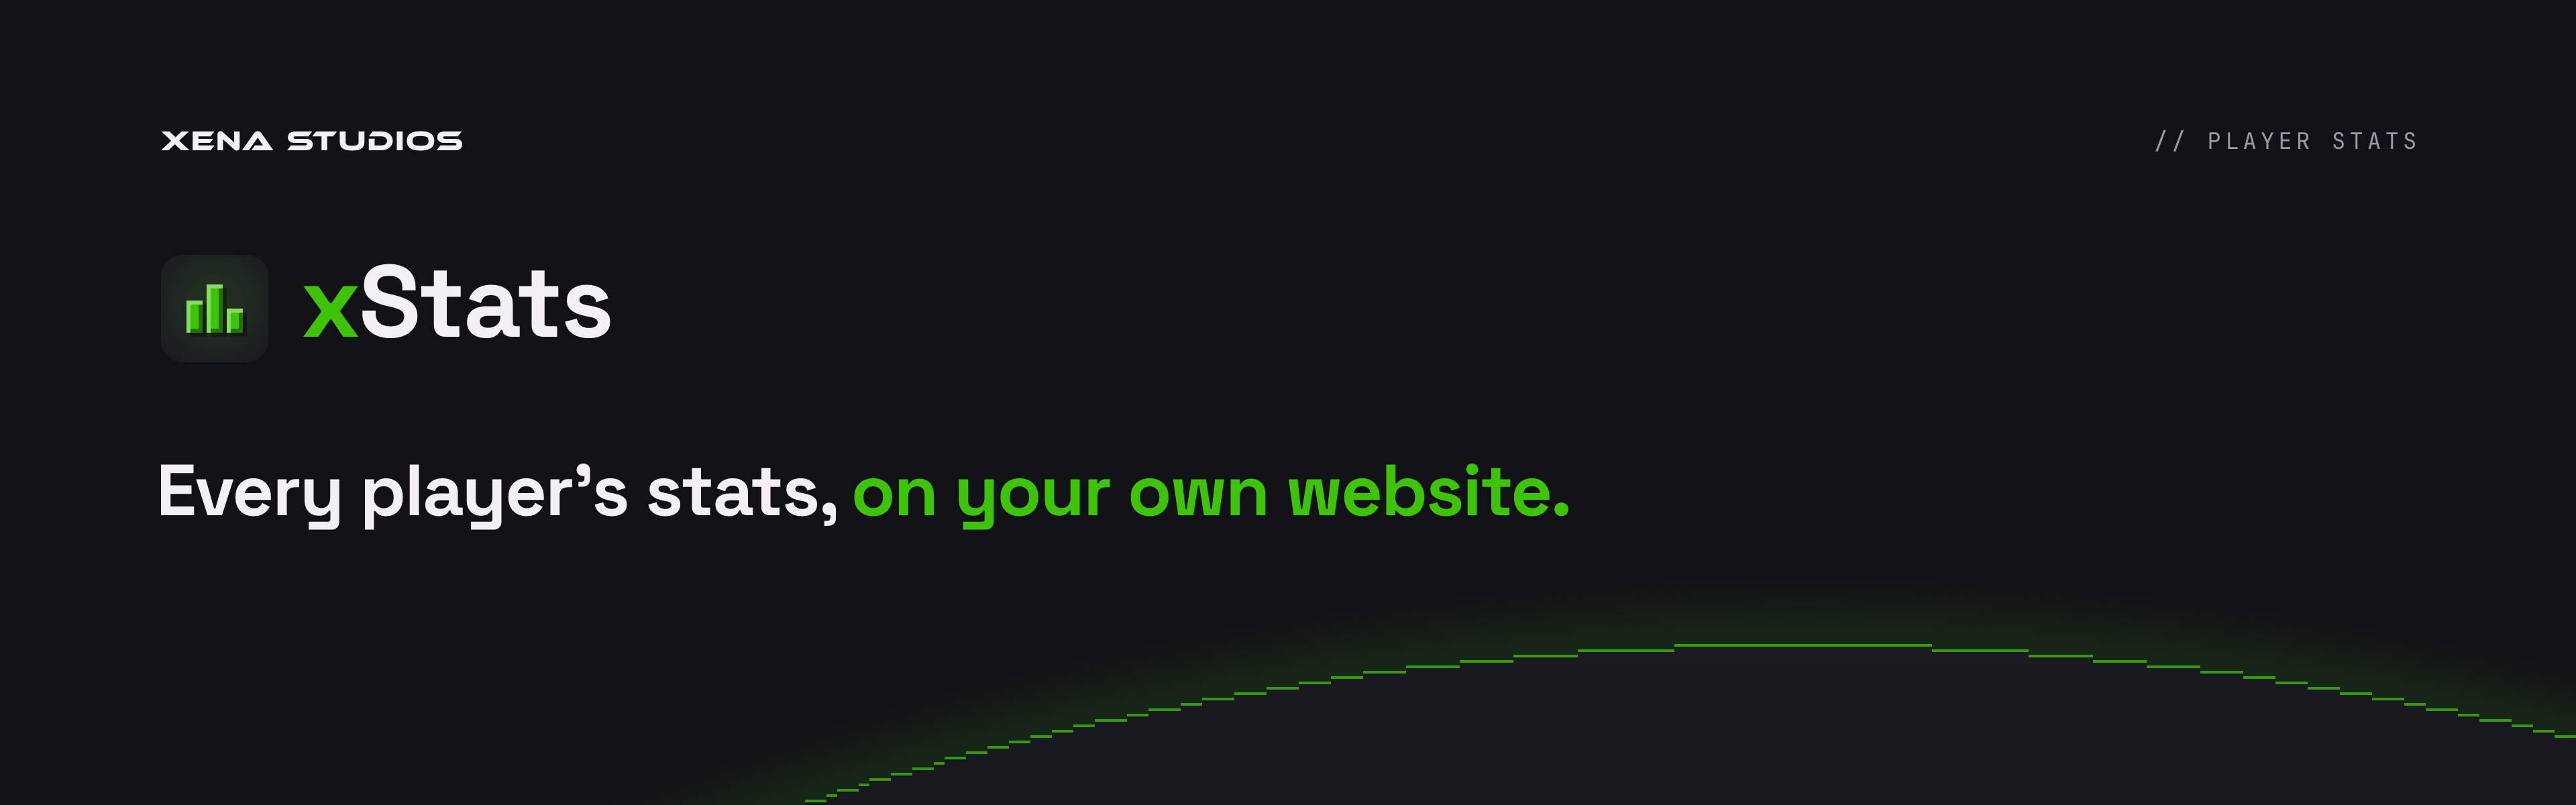 XENA STUDIOS
// PLAYER STATS
xStats
Every player’s stats, on your own website.